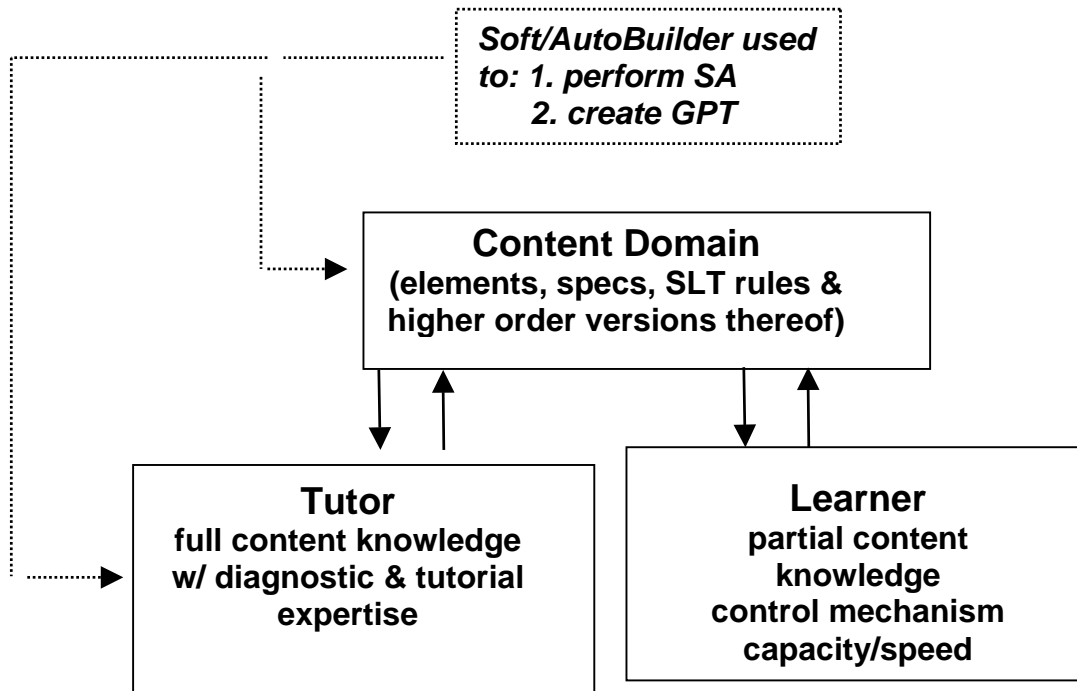 Soft/AutoBuilder used
to: 1. perform SA
2. create GPT
Content Domain
(elements, specs, SLT rules &
higher order versions thereof)
Tutor
full content knowledge
w/ diagnostic & tutorial
expertise
Learner
partial content
knowledge
control mechanism
capacity/speed